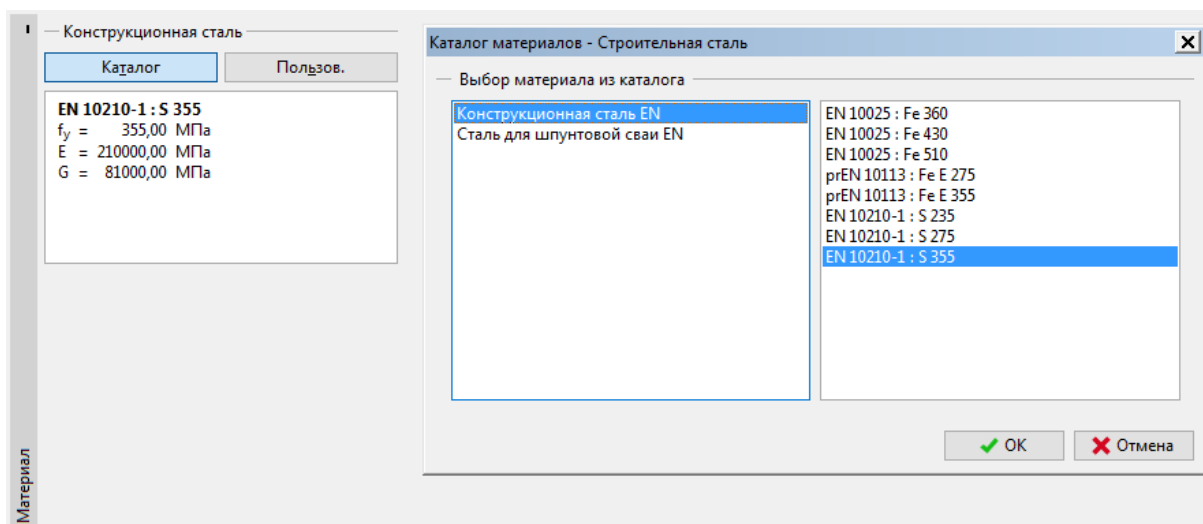 Конструкционная сталь
Каталог
Пользов.
EN 10210-1 : S 355
fy = 355,00 МПа
E = 210000,00 МПа
G = 81000,00 МПа
Материал
Каталог материалов - Строительная сталь
Выбор материала из каталога
Конструкционная сталь EN
Сталь для шпунтовой сваи EN
EN 10025 : Fe 360
EN 10025 : Fe 430
EN 10025 : Fe 510
prEN 10113 : Fe E 275
prEN 10113 : Fe E 355
EN 10210-1 : S 235
EN 10210-1 : S 275
EN 10210-1 : S 355
OK
Отмена